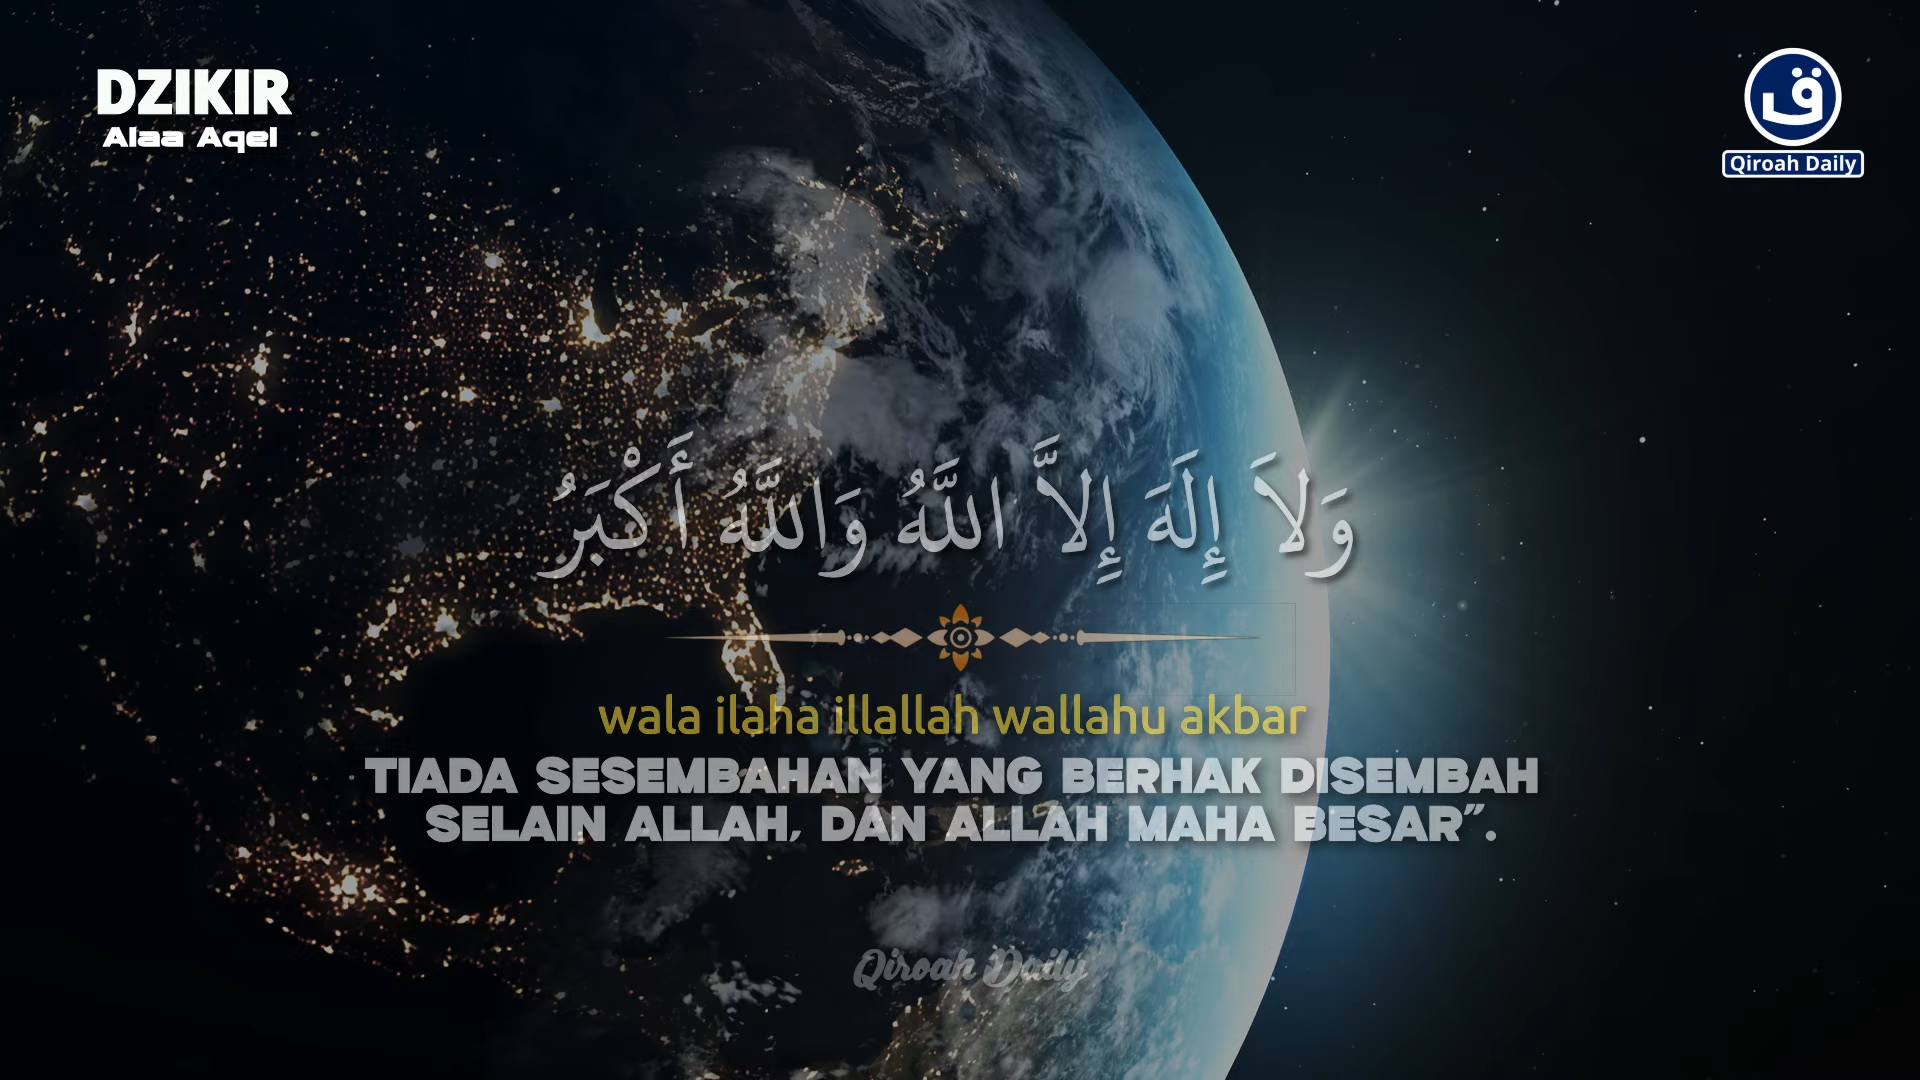 DZIKIR
Alaa Aqel
ق
Qiroah Daily
وَلاَ إِلَهَ إِلاَّ اللَّهُ وَاللَّهُ أَكْبَرُ
wala ilaha illallah wallahu akbar
TIADA SESEMBAHAN YANG BERHAK DISEMBAH
SELAIN ALLAH, DAN ALLAH MAHA BESAR”.
Qiroah Daily